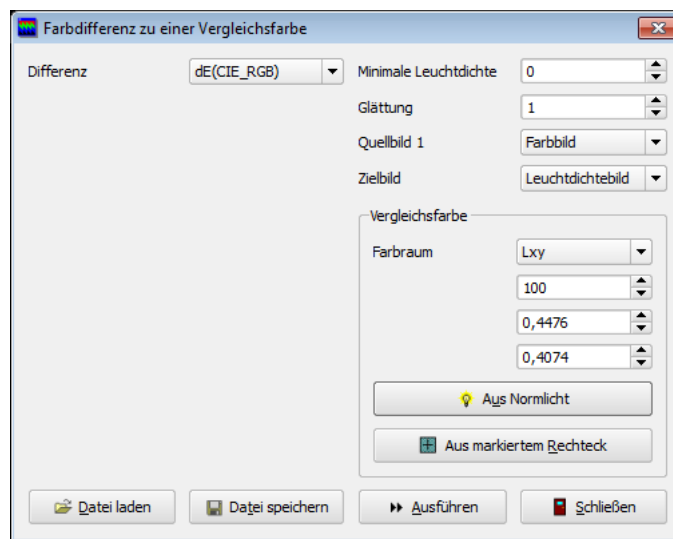 Farbdifferenz zu einer Vergleichsfarbe
Differenz dE(CIE_RGB)
Minimale Leuchtdichte 0
Glättung 1
Quellbild 1 Farbbild
Zielbild Leuchtdichtebild
Vergleichsfarbe
Farbraum Lxy
100
0,4476
0,4074
Aus Normlicht
Aus markiertem Rechteck
Datei laden Datei speichern Ausführen Schließen